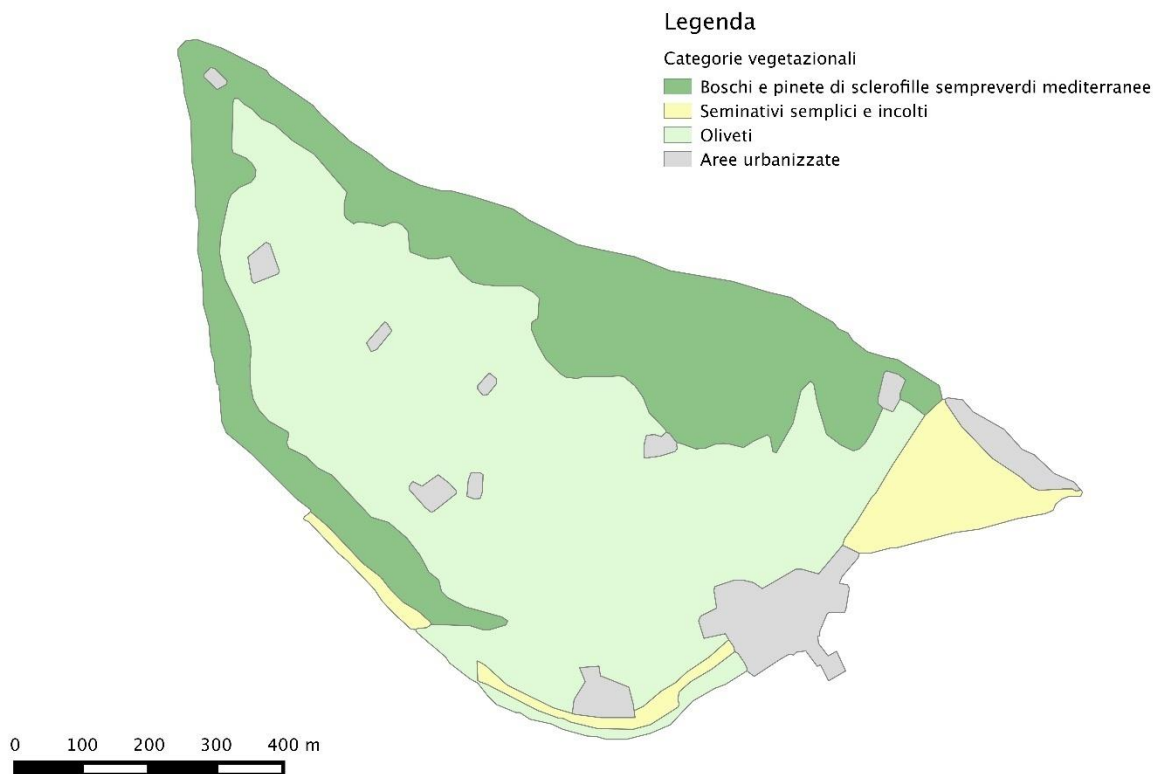 Legenda
Categorie vegetazionali
Boschi e pinete di sclerofille sempreverdi mediterranee
Seminativi semplici e incolti
Oliveti
Aree urbanizzate
0 100 200 300 400 m